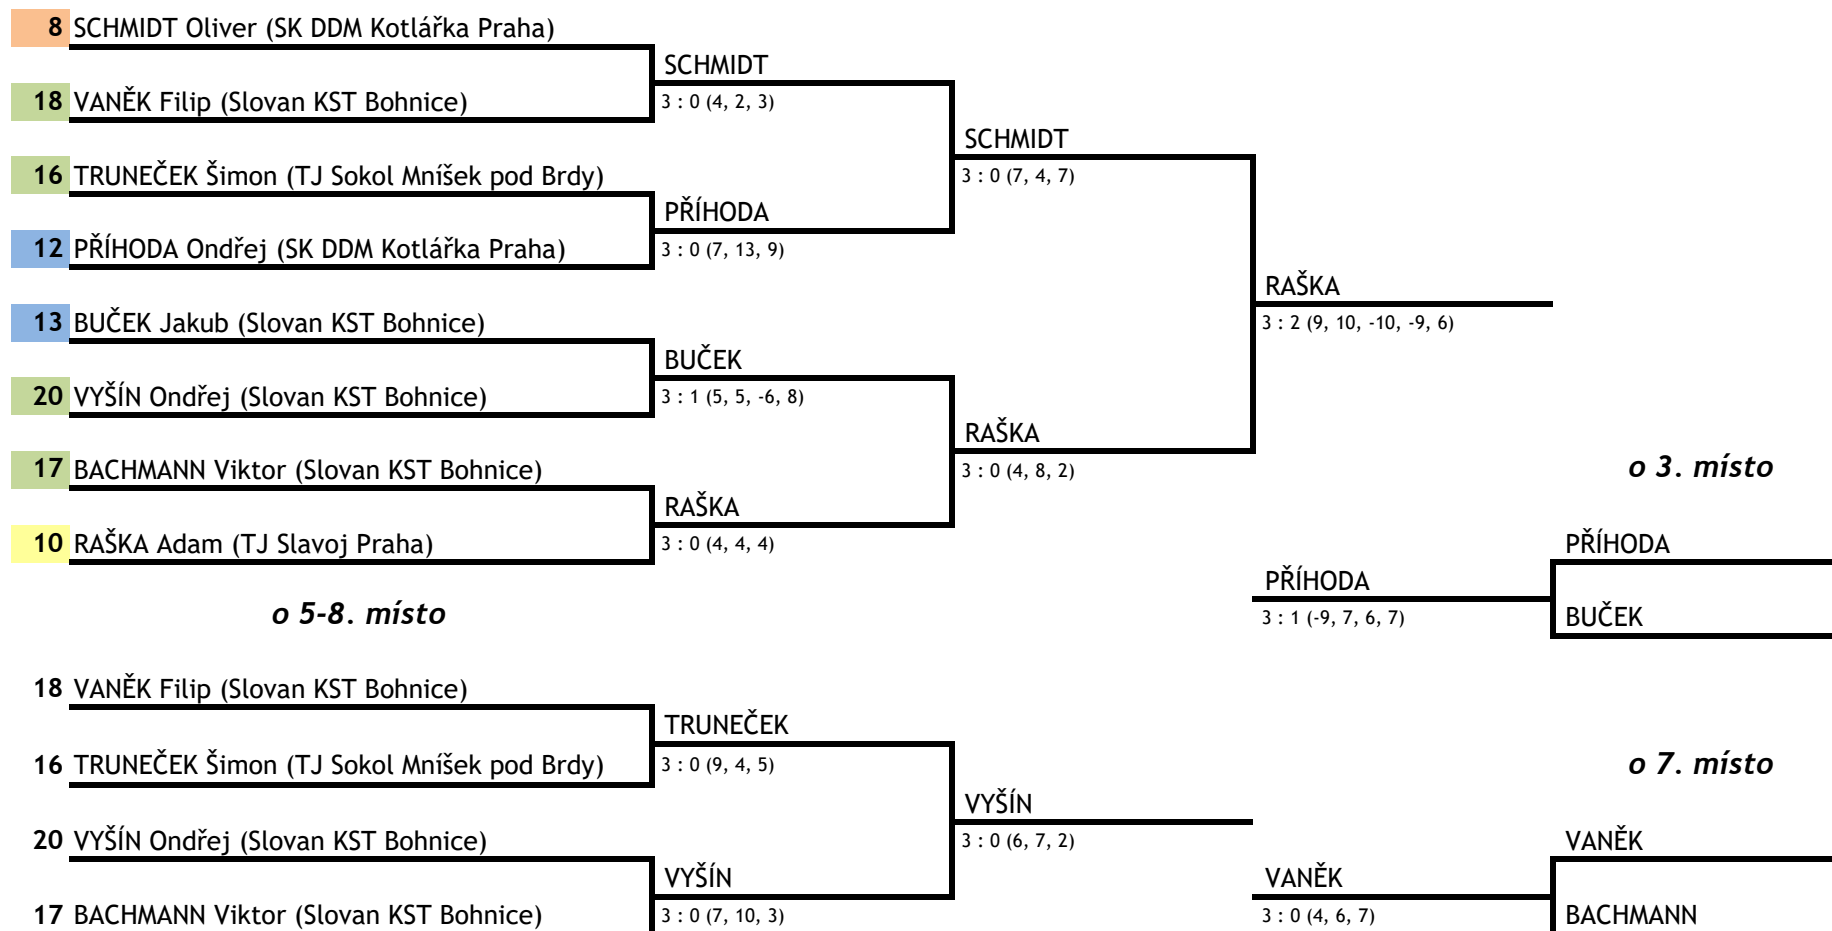 8 SCHMIDT Oliver (SK DDM Kotlářka Praha)
SCHMIDT
18 VANĚK Filip (Slovan KST Bohnice)
3 : 0 (4, 2, 3)
SCHMIDT
16 TRUNEČEK Šimon (TJ Sokol Mníšek pod Brdy)
3 : 0 (7, 4, 7)
PŘÍHODA
12 PŘÍHODA Ondřej (SK DDM Kotlářka Praha)
3 : 0 (7, 13, 9)
RAŠKA
13 BUČEK Jakub (Slovan KST Bohnice)
3 : 2 (9, 10, -10, -9, 6)
BUČEK
20 VYŠÍN Ondřej (Slovan KST Bohnice)
3 : 1 (5, 5, -6, 8)
RAŠKA
17 BACHMANN Viktor (Slovan KST Bohnice)
3 : 0 (4, 8, 2)
o 3. místo
RAŠKA
10 RAŠKA Adam (TJ Slavoj Praha)
3 : 0 (4, 4, 4)
PŘÍHODA
PŘÍHODA
o 5-8. místo
3 : 1 (-9, 7, 6, 7)
BUČEK
18 VANĚK Filip (Slovan KST Bohnice)
TRUNEČEK
16 TRUNEČEK Šimon (TJ Sokol Mníšek pod Brdy)
3 : 0 (9, 4, 5)
o 7. místo
VYŠÍN
20 VYŠÍN Ondřej (Slovan KST Bohnice)
3 : 0 (6, 7, 2)
VANĚK
VYŠÍN
VANĚK
17 BACHMANN Viktor (Slovan KST Bohnice)
3 : 0 (7, 10, 3)
3 : 0 (4, 6, 7)
BACHMANN